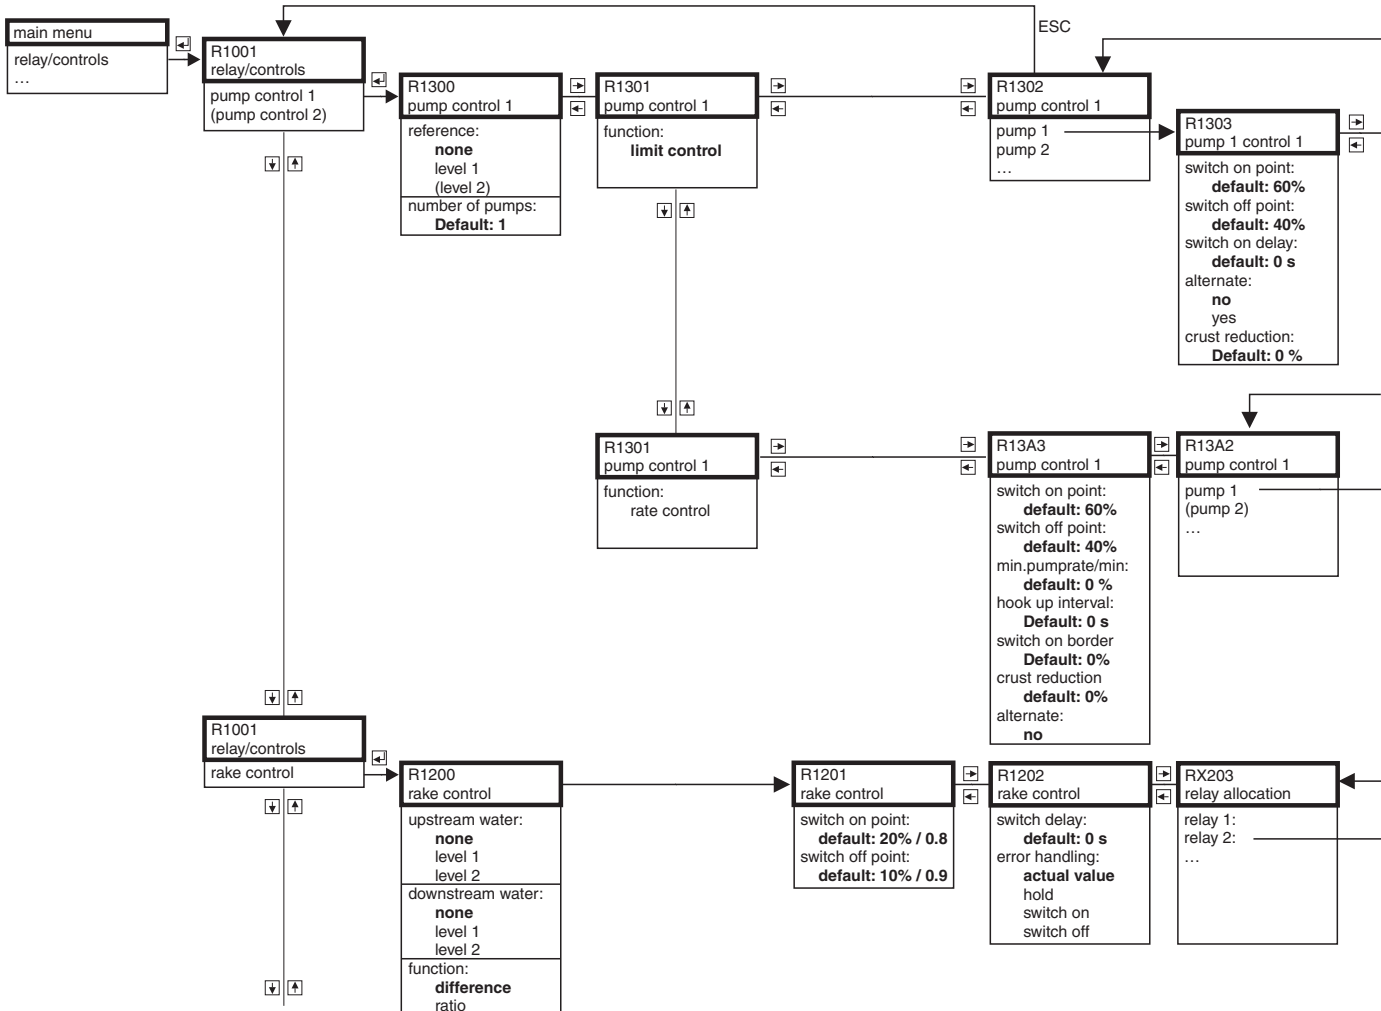 main menu
relay/controls
...
R1001
relay/controls
pump control 1
(pump control 2)
R1300
pump control 1
reference:
none
level 1
(level 2)
number of pumps:
Default: 1
R1301
pump control 1
function:
limit control
ESC
R1302
pump control 1
pump 1
pump 2
...
R1303
pump 1 control 1
switch on point:
default: 60%
switch off point:
default: 40%
switch on delay:
default: 0 s
alternate:
no
yes
crust reduction:
Default: 0 %
R1301
pump control 1
function:
rate control
R13A3
pump control 1
switch on point:
default: 60%
switch off point:
default: 40%
min.pumprate/min:
default: 0 %
hook up interval:
Default: 0 s
switch on border
Default: 0%
crust reduction
default: 0%
alternate:
no
R13A2
pump control 1
pump 1
(pump 2)
...
R1001
relay/controls
rake control
R1200
rake control
upstream water:
none
level 1
level 2
downstream water:
none
level 1
level 2
function:
difference
ratio
R1201
rake control
switch on point:
default: 20% / 0.8
switch off point:
default: 10% / 0.9
R1202
rake control
switch delay:
default: 0 s
error handling:
actual value
hold
switch on
switch off
RX203
relay allocation
relay 1:
relay 2:
...